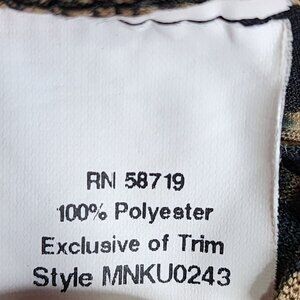 RN 58719
100% Polyester
Exclusive of Trim
Style MNKU0243